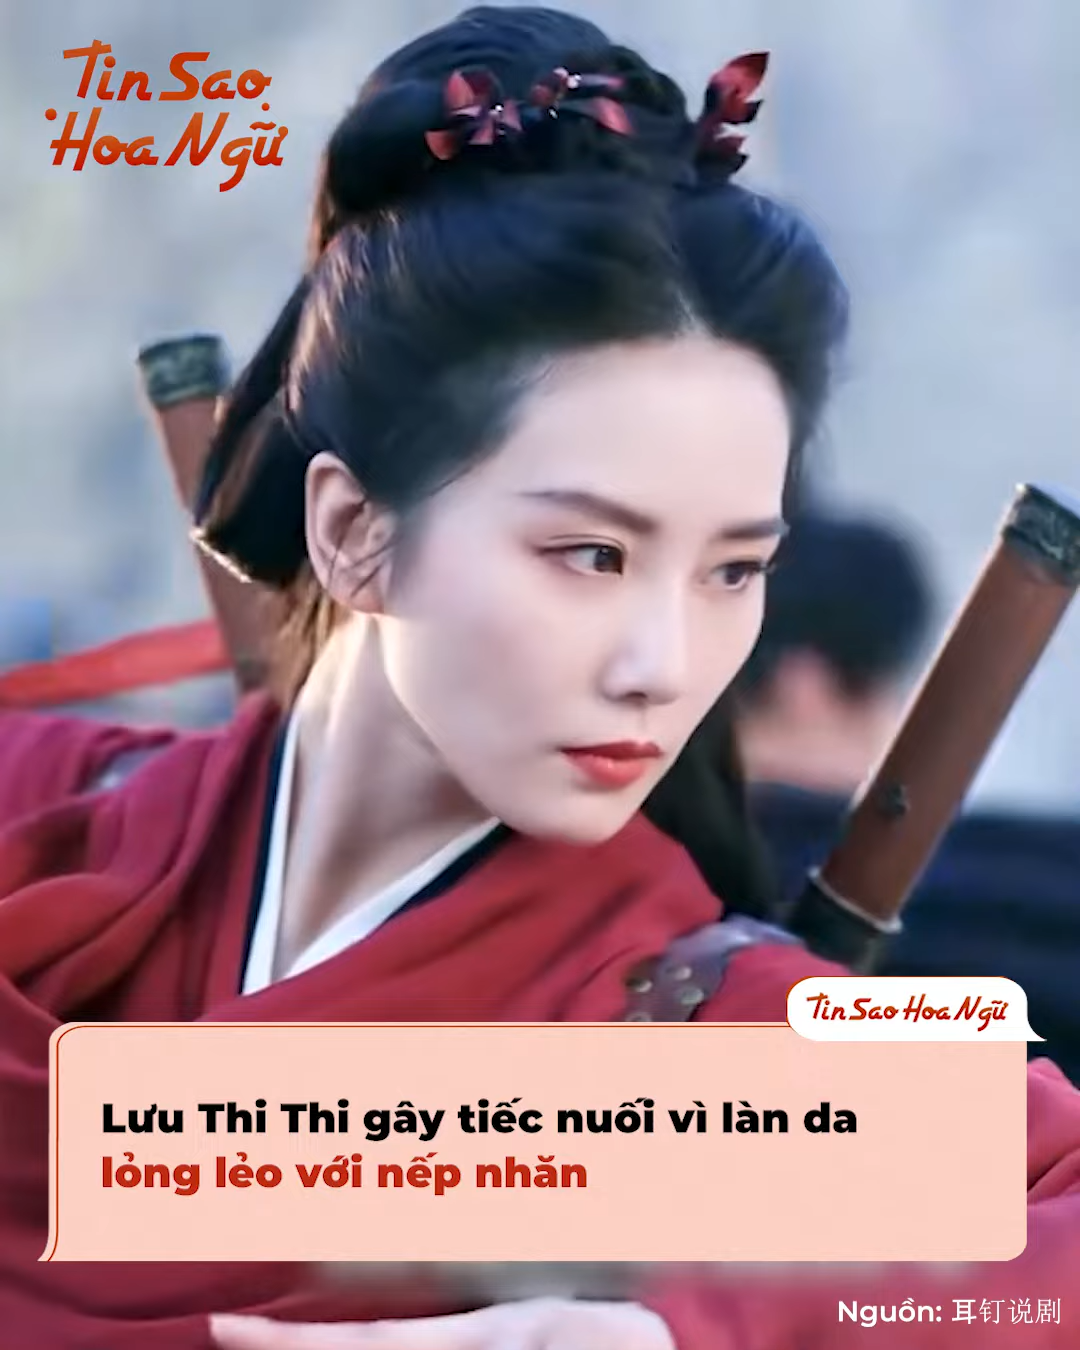 Tin Sao
Hoa Ngữ
Tin Sao Hoa Ngữ
Lưu Thi Thi gây tiếc nuối vì làn da
lỏng lẻo với nếp nhăn
Nguồn: 耳钉说剧